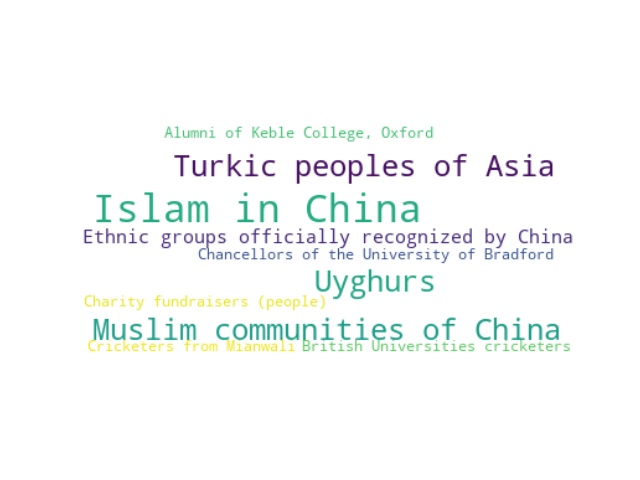 Alumni of Keble College, Oxford
Turkic peoples of Asia
Islam in China
Ethnic groups officially recognized by China
Chancellors of the University of Bradford
Uyghurs
Charity fundraisers (people)
Muslim communities of China
Cricketers from Mianwali British Universities cricketers